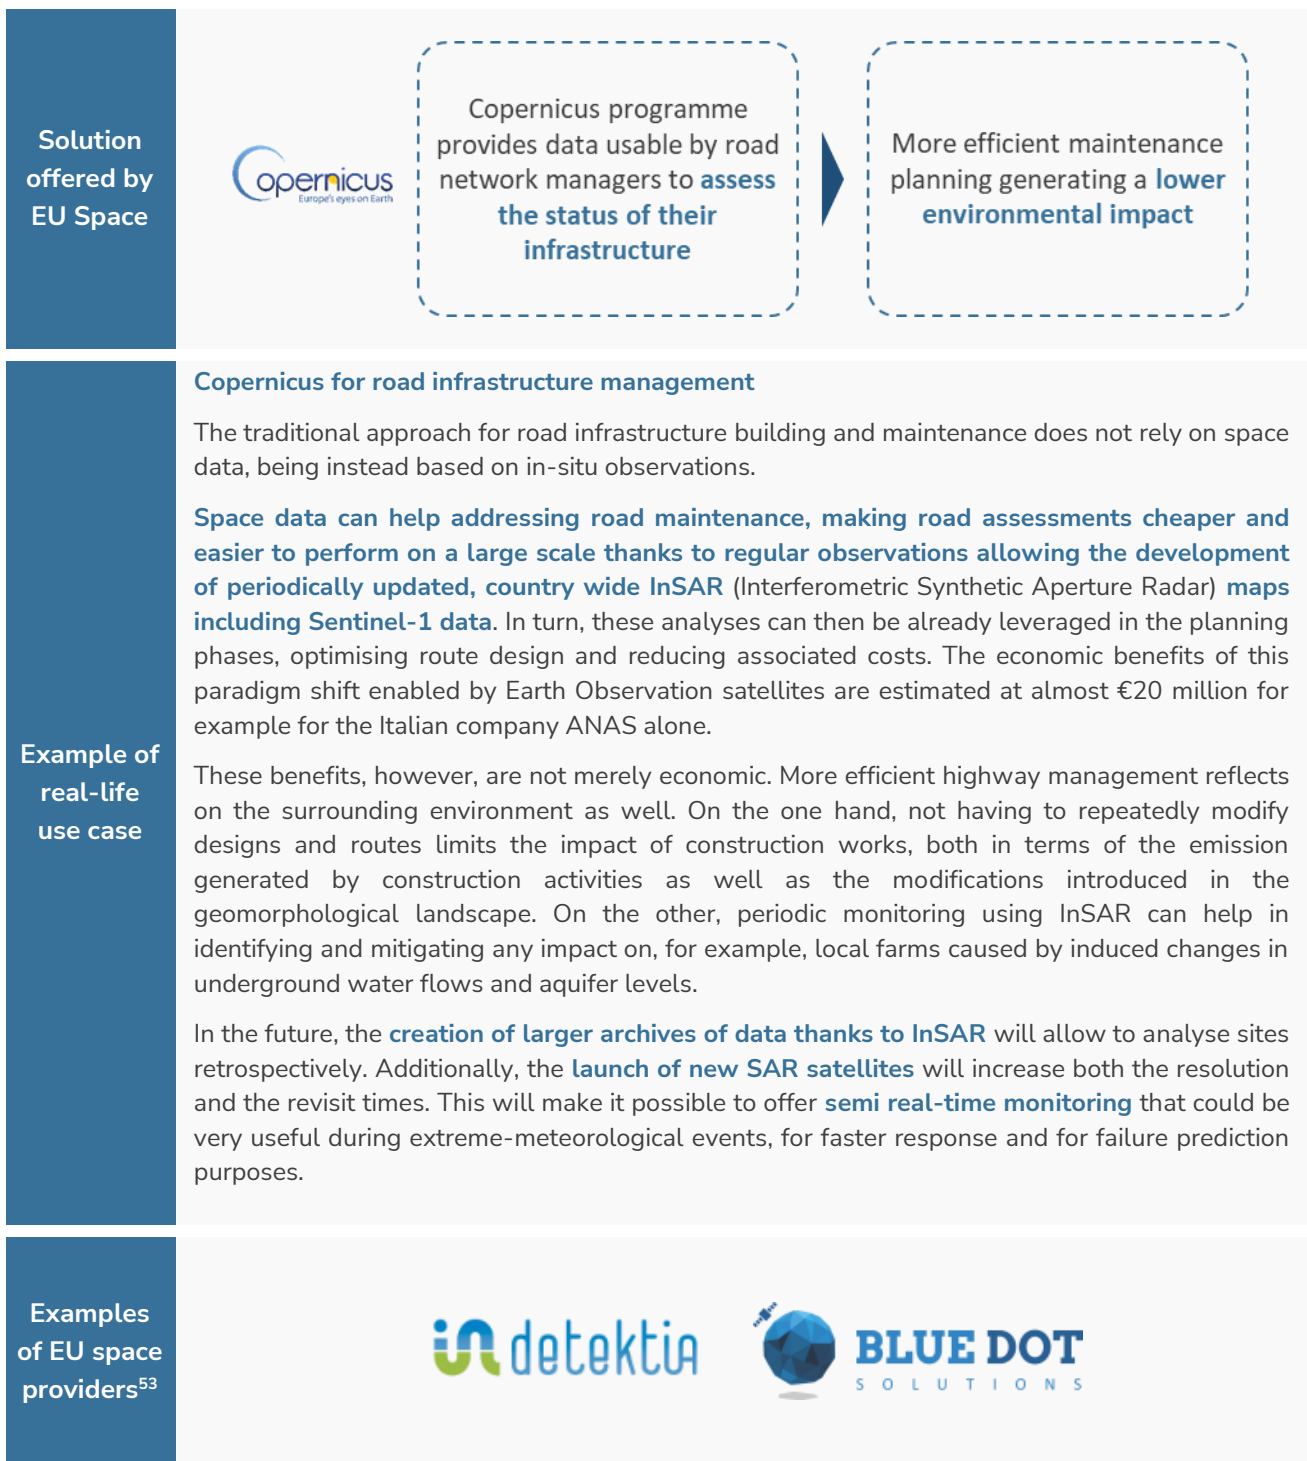 Solution
offered by
EU Space
Copernicus
Europe's eyes on Earth
Copernicus programme
provides data usable by road
network managers to assess
the status of their
infrastructure
More efficient maintenance
planning generating a lower
environmental impact
Example of
real-life
use case
Copernicus for road infrastructure management
The traditional approach for road infrastructure building and maintenance does not rely on space
data, being instead based on in-situ observations.
Space data can help addressing road maintenance, making road assessments cheaper and
easier to perform on a large scale thanks to regular observations allowing the development
of periodically updated, country wide InSAR (Interferometric Synthetic Aperture Radar) maps
including Sentinel-1 data. In turn, these analyses can then be already leveraged in the planning
phases, optimising route design and reducing associated costs. The economic benefits of this
paradigm shift enabled by Earth Observation satellites are estimated at almost €20 million for
example for the Italian company ANAS alone.
These benefits, however, are not merely economic. More efficient highway management reflects
on the surrounding environment as well. On the one hand, not having to repeatedly modify
designs and routes limits the impact of construction works, both in terms of the emission
generated by construction activities as well as the modifications introduced in the
geomorphological landscape. On the other, periodic monitoring using InSAR can help in
identifying and mitigating any impact on, for example, local farms caused by induced changes in
underground water flows and aquifer levels.
In the future, the creation of larger archives of data thanks to InSAR will allow to analyse sites
retrospectively. Additionally, the launch of new SAR satellites will increase both the resolution
and the revisit times. This will make it possible to offer semi real-time monitoring that could be
very useful during extreme-meteorological events, for faster response and for failure prediction
purposes.
Examples
of EU space
providers53
detektia
BLUE DOT
SOLUTIONS